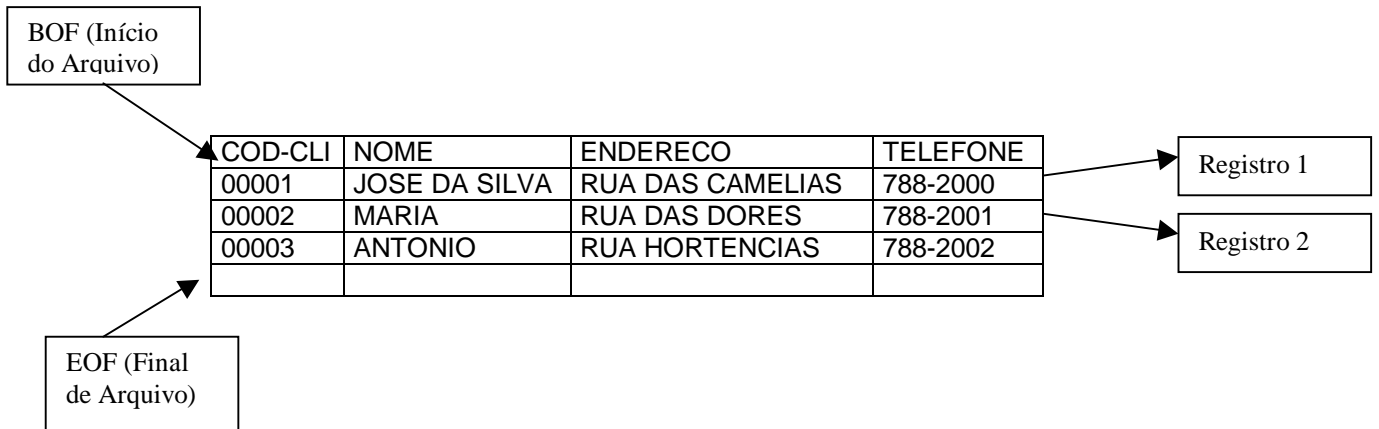 BOF (Início
do Arquivo)
COD-CLI NOME ENDERECO TELEFONE
00001 JOSE DA SILVA RUA DAS CAMELIAS 788-2000
00002 MARIA RUA DAS DORES 788-2001
00003 ANTONIO RUA HORTENCIAS 788-2002
Registro 1
Registro 2
EOF (Final
de Arquivo)